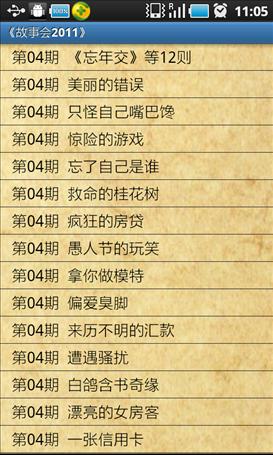 100%
11:05
《故事会2011》
第04期 《忘年交》等12则
第04期 美丽的错误
第04期 只怪自己嘴巴馋
第04期 惊险的游戏
第04期 忘了自己是谁
第04期 救命的桂花树
第04期 疯狂的房贷
第04期 愚人节的玩笑
第04期 拿你做模特
第04期 偏爱臭脚
第04期 来历不明的汇款
第04期 遭遇骚扰
第04期 白鸽含书奇缘
第04期 漂亮的女房客
第04期 一张信用卡